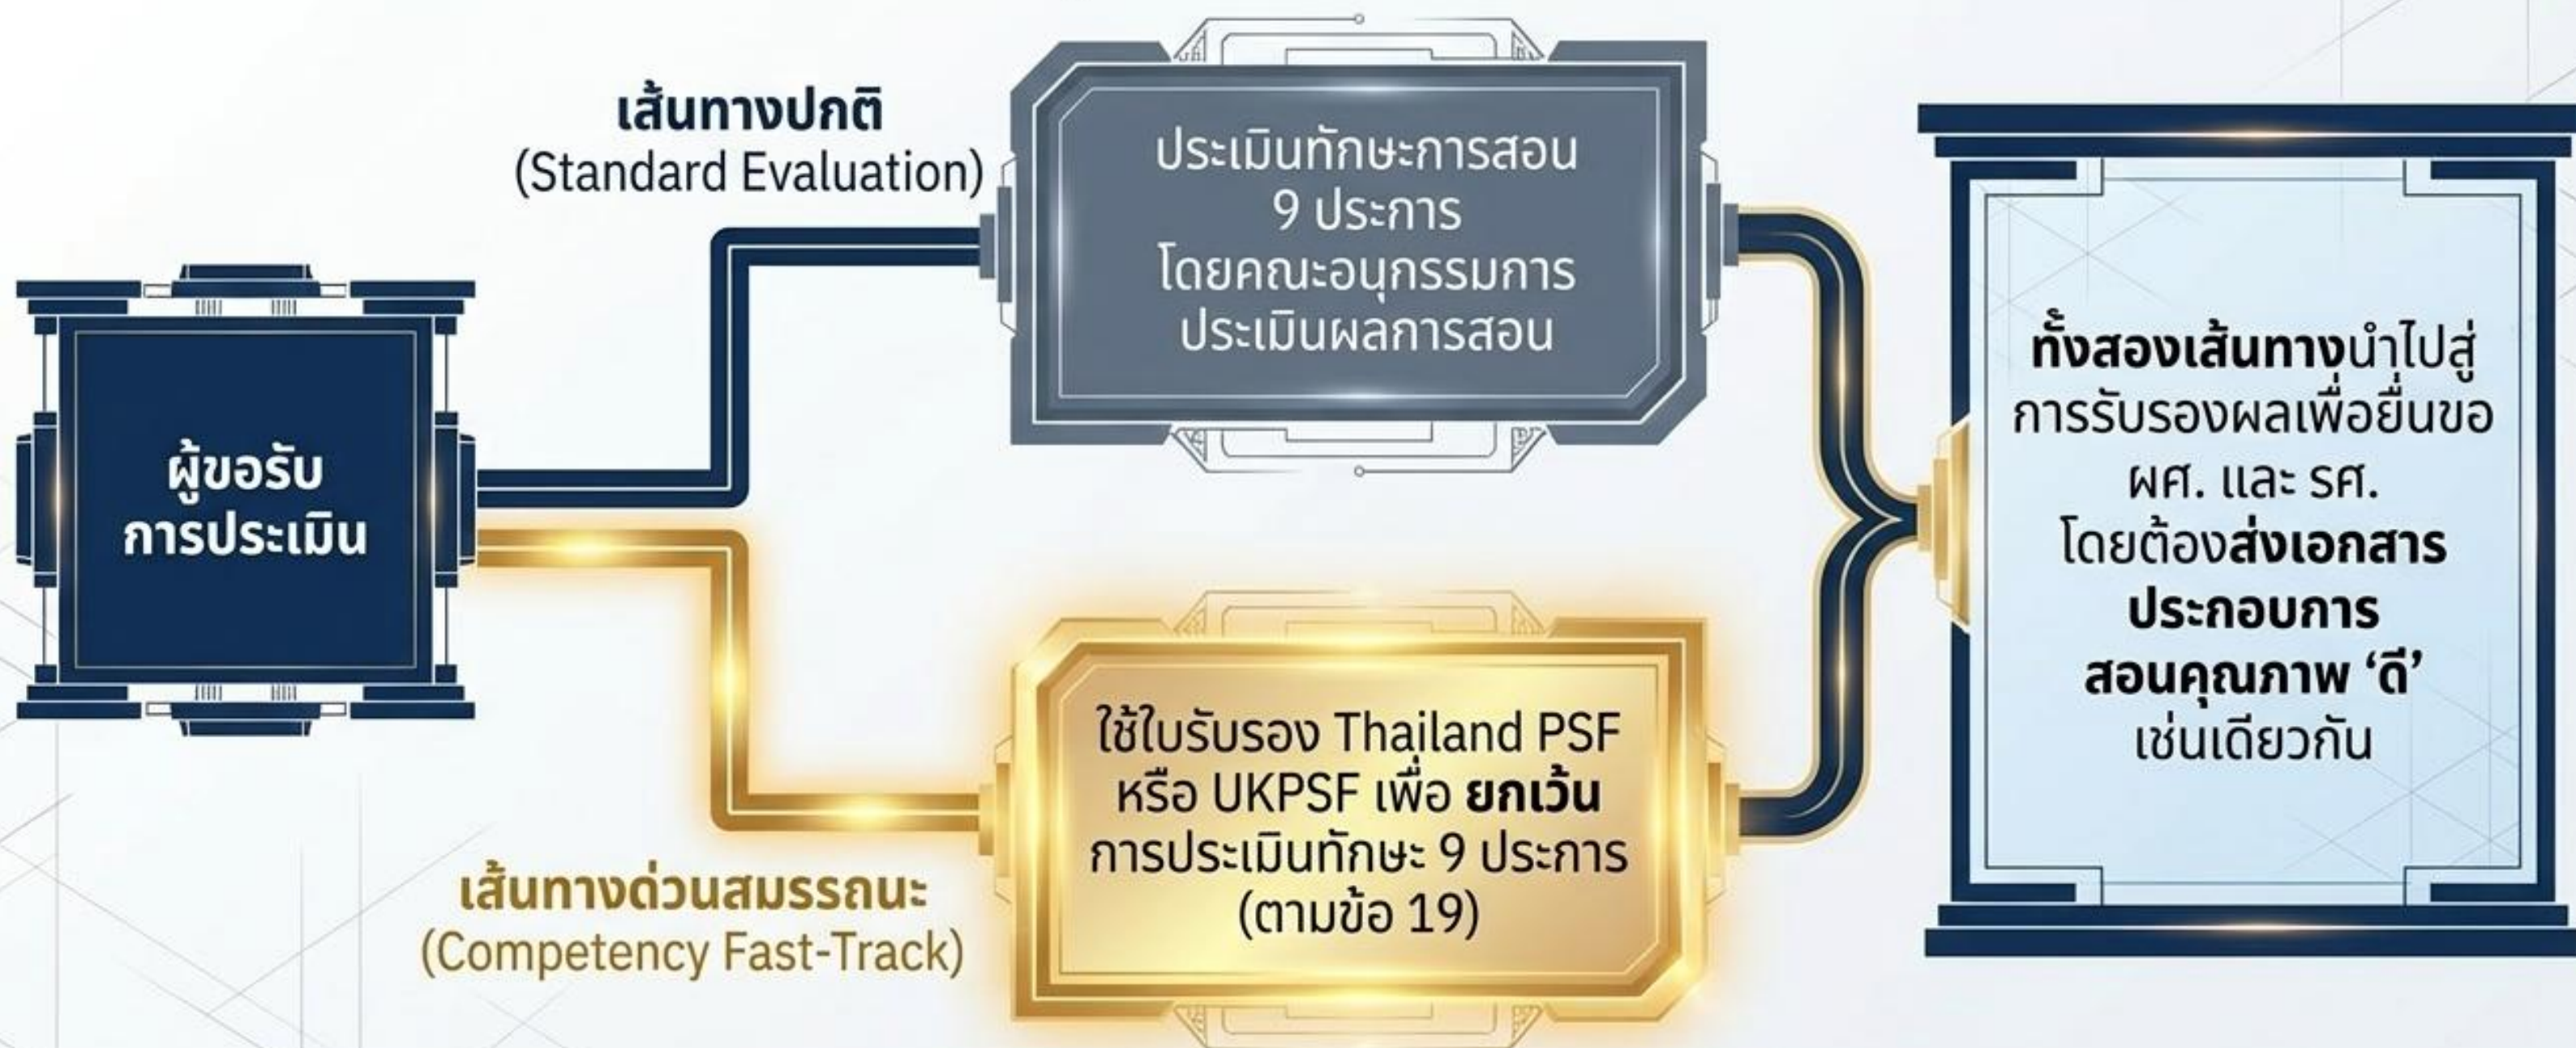 ผู้ขอรับ
การประเมิน
เส้นทางปกติ
(Standard Evaluation)
ประเมินทักษะการสอน
9 ประการ
โดยคณะอนุกรรมการ
ประเมินผลการสอน
เส้นทางด่วนสมรรถนะ
(Competency Fast-Track)
ใช้ใบรับรอง Thailand PSF
หรือ UKPSF เพื่อ ยกเว้น
การประเมินทักษะ 9 ประการ
(ตามข้อ 19)
ทั้งสองเส้นทางนำไปสู่
การรับรองผลเพื่อยื่นขอ
ผศ. และ รศ.
โดยต้องส่งเอกสาร
ประกอบการ
สอนคุณภาพ ‘ดี’
เช่นเดียวกัน